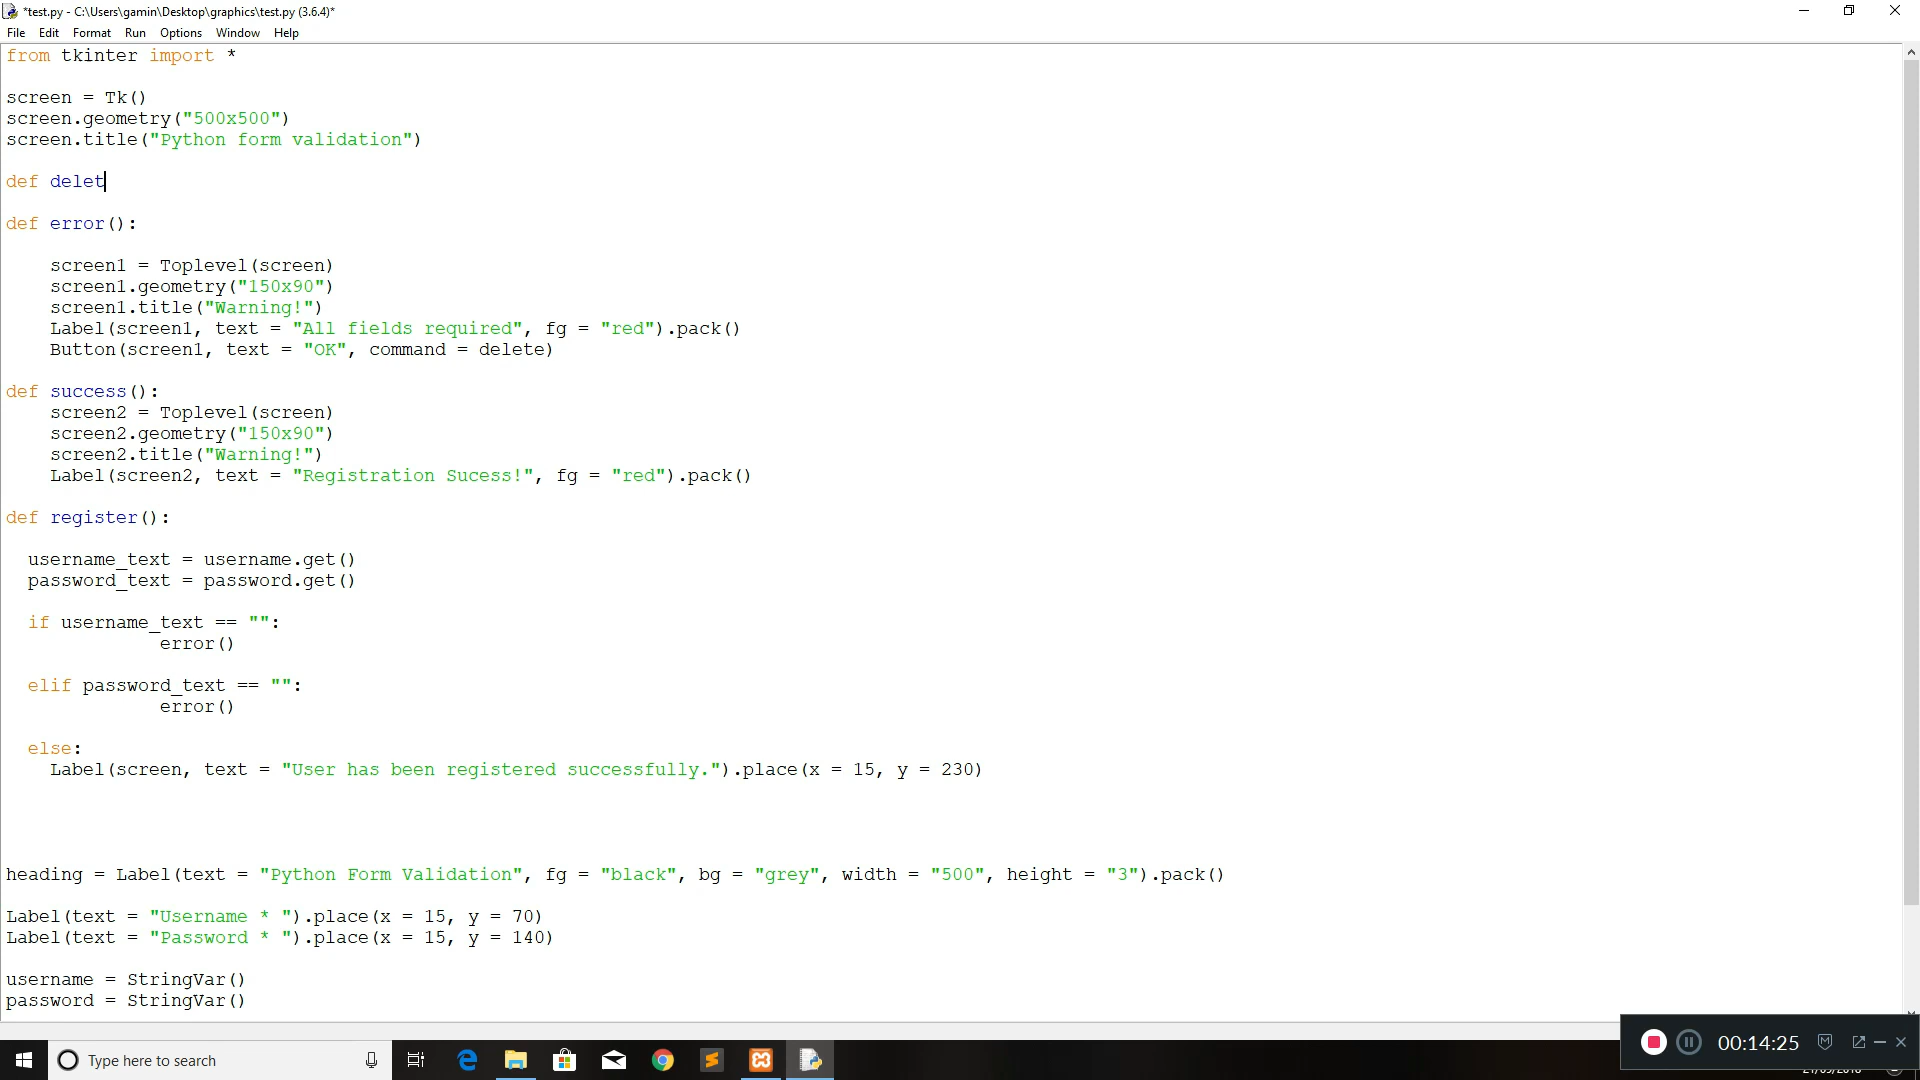 *test.py - C:\Users\gamin\Desktop\graphics\test.py (3.6.4)*
File Edit Format Run Options Window Help
from tkinter import *
screen = Tk()
screen.geometry("500x500")
screen.title("Python form validation")
def delet
def error():
screen1 = Toplevel(screen)
screen1.geometry("150x90")
screen1.title("Warning!")
Label(screen1, text = "All fields required", fg = "red").pack()
Button(screen1, text = "OK", command = delete)
def success():
screen2 = Toplevel(screen)
screen2.geometry("150x90")
screen2.title("Warning!")
Label(screen2, text = "Registration Sucess!", fg = "red").pack()
def register():
username_text = username.get()
password_text = password.get()
if username_text == "":
error()
elif password_text == "":
error()
else:
Label(screen, text = "User has been registered successfully.").place(x = 15, y = 230)
heading = Label(text = "Python Form Validation", fg = "black", bg = "grey", width = "500", height = "3").pack()
Label(text = "Username * ").place(x = 15, y = 70)
Label(text = "Password * ").place(x = 15, y = 140)
username = StringVar()
password = StringVar()
00:14:25
Type here to search